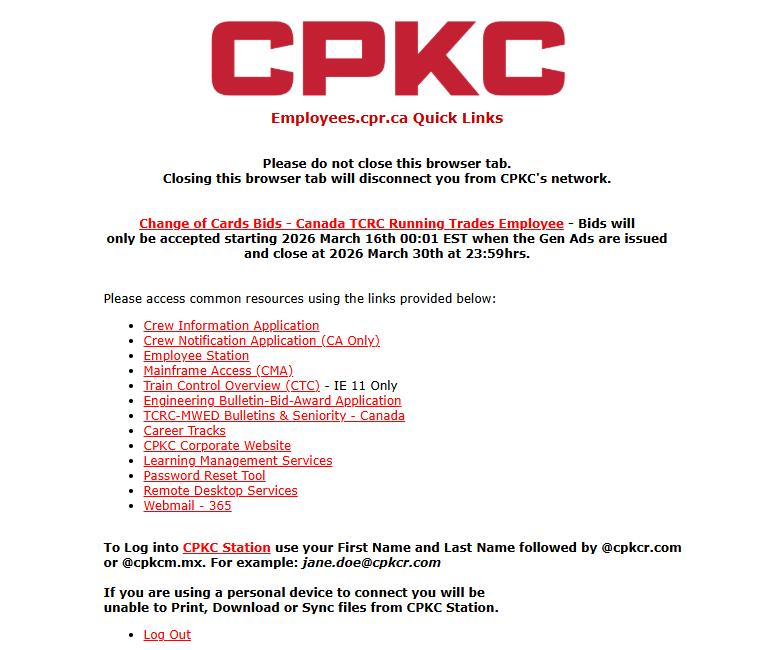 CPKC
Employees.cpr.ca Quick Links
Please do not close this browser tab.
Closing this browser tab will disconnect you from CPKC's network.
Change of Cards Bids - Canada TCRC Running Trades Employee - Bids will
only be accepted starting 2026 March 16th 00:01 EST when the Gen Ads are issued
and close at 2026 March 30th at 23:59hrs.
Please access common resources using the links provided below:
• Crew Information Application
• Crew Notification Application (CA Only)
• Employee Station
• Mainframe Access (CMA)
• Train Control Overview (CTC) - IE 11 Only
• Engineering Bulletin-Bid-Award Application
• TCRC-MWED Bulletins & Seniority - Canada
• Career Tracks
• CPKC Corporate Website
• Learning Management Services
• Password Reset Tool
• Remote Desktop Services
• Webmail - 365
To Log into CPKC Station use your First Name and Last Name followed by @cpkcr.com
or @cpkcm.mx. For example: jane.doe@cpkcr.com
If you are using a personal device to connect you will be
unable to Print, Download or Sync files from CPKC Station.
• Log Out